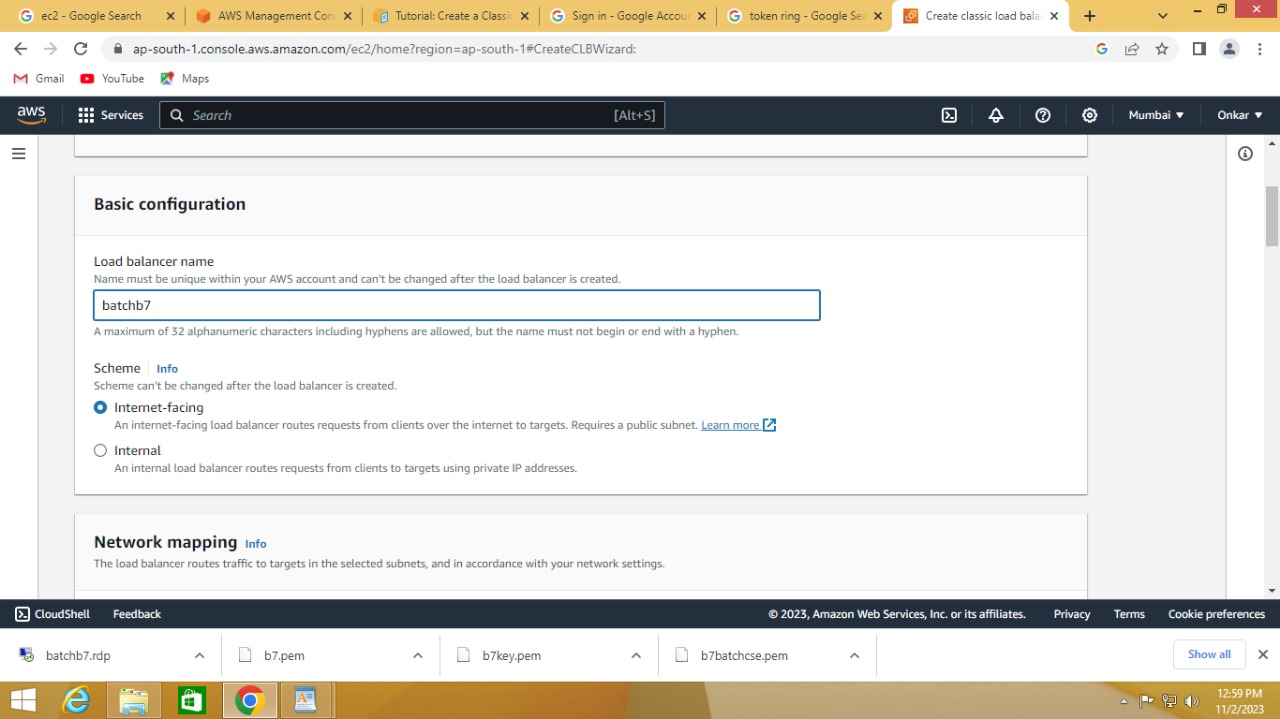 ec2 - Google Search
AWS Management Con
Tutorial: Create a Classic
Sign in - Google Accou
token ring - Google Sea
Create classic load bala
ap-south-1.console.aws.amazon.com/ec2/home?region=ap-south-1#CreateCLBWizard:
Gmail
YouTube
Maps
aws
Services
Search
[Alt+S]
Mumbai
Onkar
Basic configuration
Load balancer name
Name must be unique within your AWS account and can't be changed after the load balancer is created.
batchb7
A maximum of 32 alphanumeric characters including hyphens are allowed, but the name must not begin or end with a hyphen.
Scheme Info
Scheme can't be changed after the load balancer is created.
Internet-facing
An internet-facing load balancer routes requests from clients over the internet to targets. Requires a public subnet. Learn more
Internal
An internal load balancer routes requests from clients to targets using private IP addresses.
Network mapping Info
The load balancer routes traffic to targets in the selected subnets, and in accordance with your network settings.
CloudShell
Feedback
© 2023, Amazon Web Services, Inc. or its affiliates.
Privacy
Terms
Cookie preferences
batchb7.rdp
b7.pem
b7key.pem
b7batchcse.pem
Show all
12:59 PM
11/2/2023